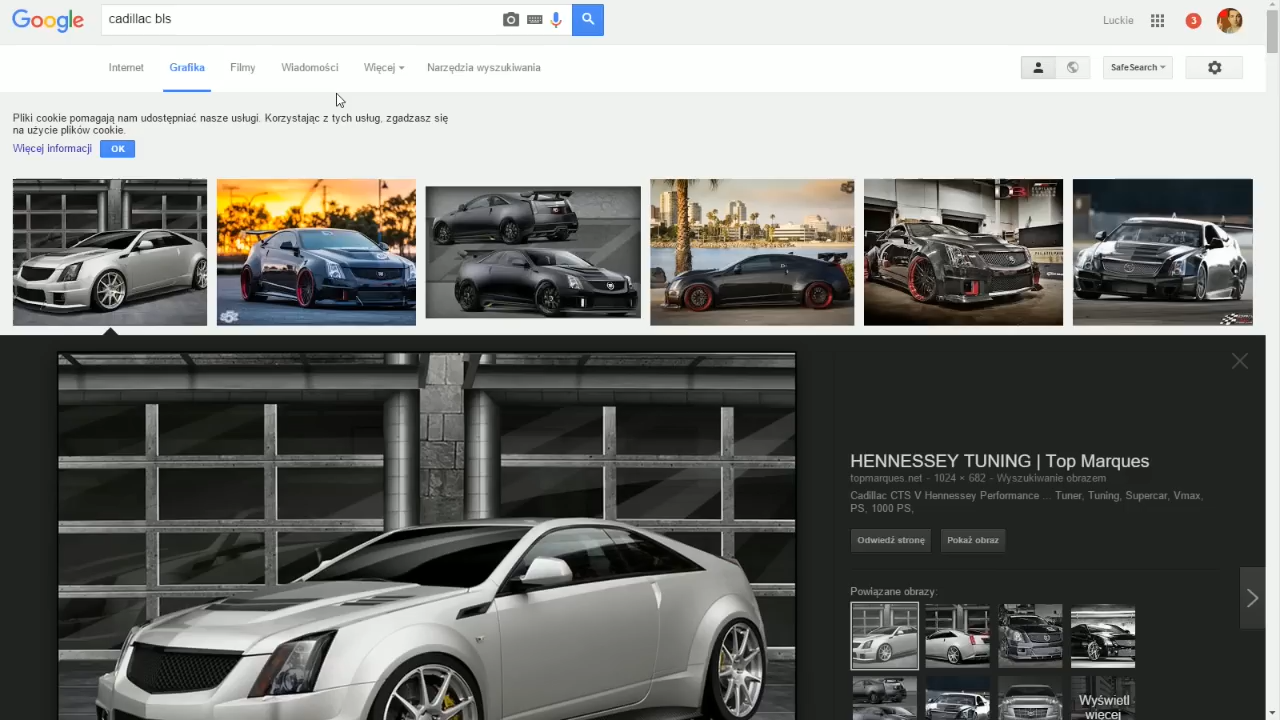 Google
cadillac bls
Luckie
3
Internet
Grafika
Filmy
Wiadomości
Więcej
Narzędzia wyszukiwania
SafeSearch
Pliki cookie pomagają nam udostępniać nasze usługi. Korzystając z tych usług, zgadzasz się
na użycie plików cookie.
Więcej informacji
OK
HENNESSEY TUNING | Top Marques
topmarques.net - 1024 × 682 - Wyszukiwanie obrazem
Cadillac CTS V Hennessey Performance ... Tuner, Tuning, Supercar, Vmax,
PS, 1000 PS,
Odwiedź stronę
Pokaż obraz
Powiązane obrazy:
Wyświetl
więcej